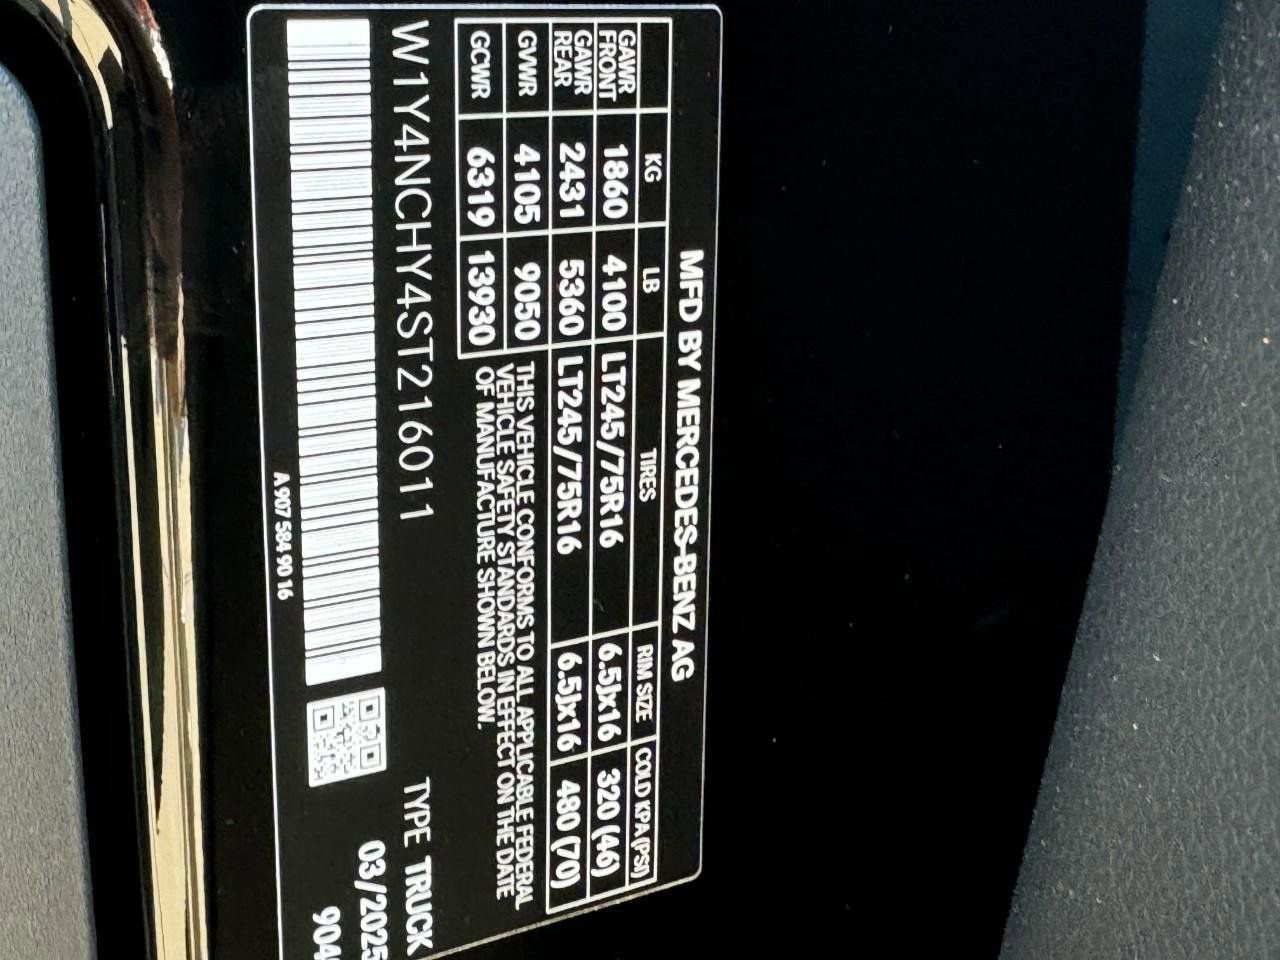 MFD BY MERCEDES-BENZ AG
KG LB TIRES RIM SIZE COLD KPA (PSI)
GAWR FRONT 1860 4100 LT245/75R16 6.5Jx16 320 (46)
GAWR REAR 2431 5360 LT245/75R16 6.5Jx16 480 (70)
GVWR 4105 9050
GCWR 6319 13930
THIS VEHICLE CONFORMS TO ALL APPLICABLE FEDERAL
VEHICLE SAFETY STANDARDS IN EFFECT ON THE DATE
OF MANUFACTURE SHOWN BELOW.
W1Y4NCHY4ST216011 TYPE TRUCK
03/2025
A 907 584 90 16